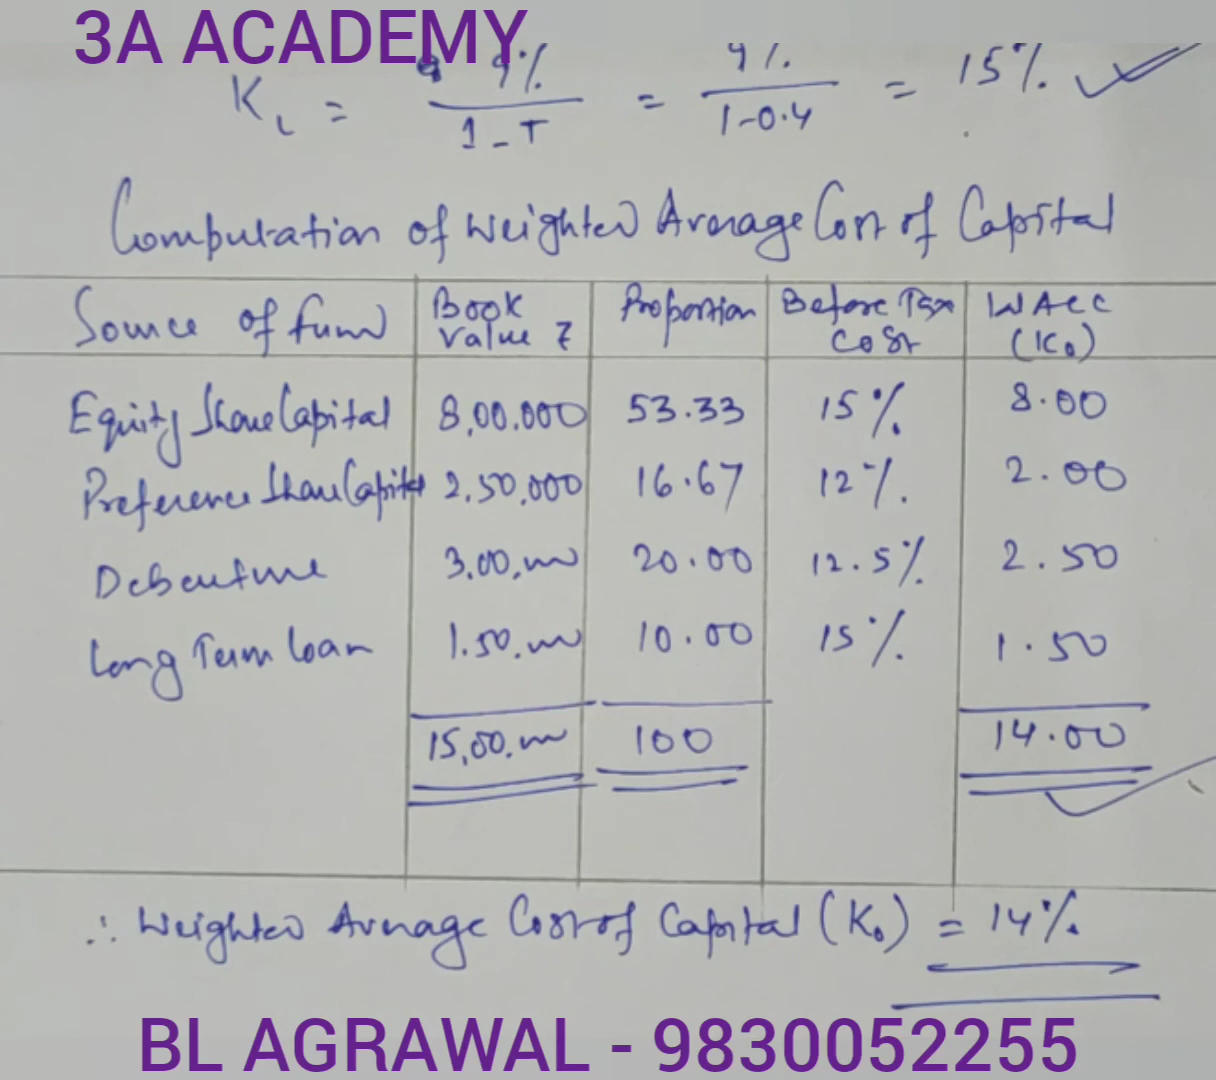 3A ACADEMY
K_L = 9% / 1-T = 9% / 1-0.4 = 15%
Computation of Weighted Average Cost of Capital
Source of fund | Book Value ₹ | Proportion | Before Tax Cost | WACC (K₀)
Equity Share Capital | 8,00,000 | 53.33 | 15% | 8.00
Preference Share Capital | 2,50,000 | 16.67 | 12% | 2.00
Debenture | 3,00,m | 20.00 | 12.5% | 2.50
Long Term Loan | 1.50,m | 10.00 | 15% | 1.50
15,00,m | 100 | 14.00
∴ Weighted Average Cost of Capital (K₀) = 14%
BL AGRAWAL - 9830052255